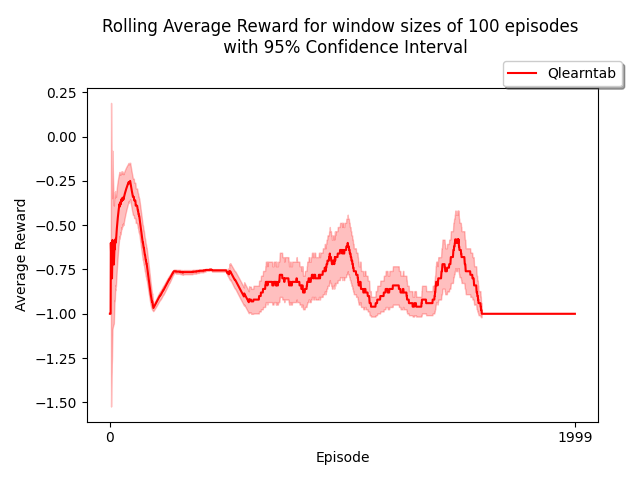 Rolling Average Reward for window sizes of 100 episodes
with 95% Confidence Interval
Qlearntab
0.25
0.00
−0.25
−0.50
−0.75
−1.00
−1.25
−1.50
Average Reward
0
1999
Episode